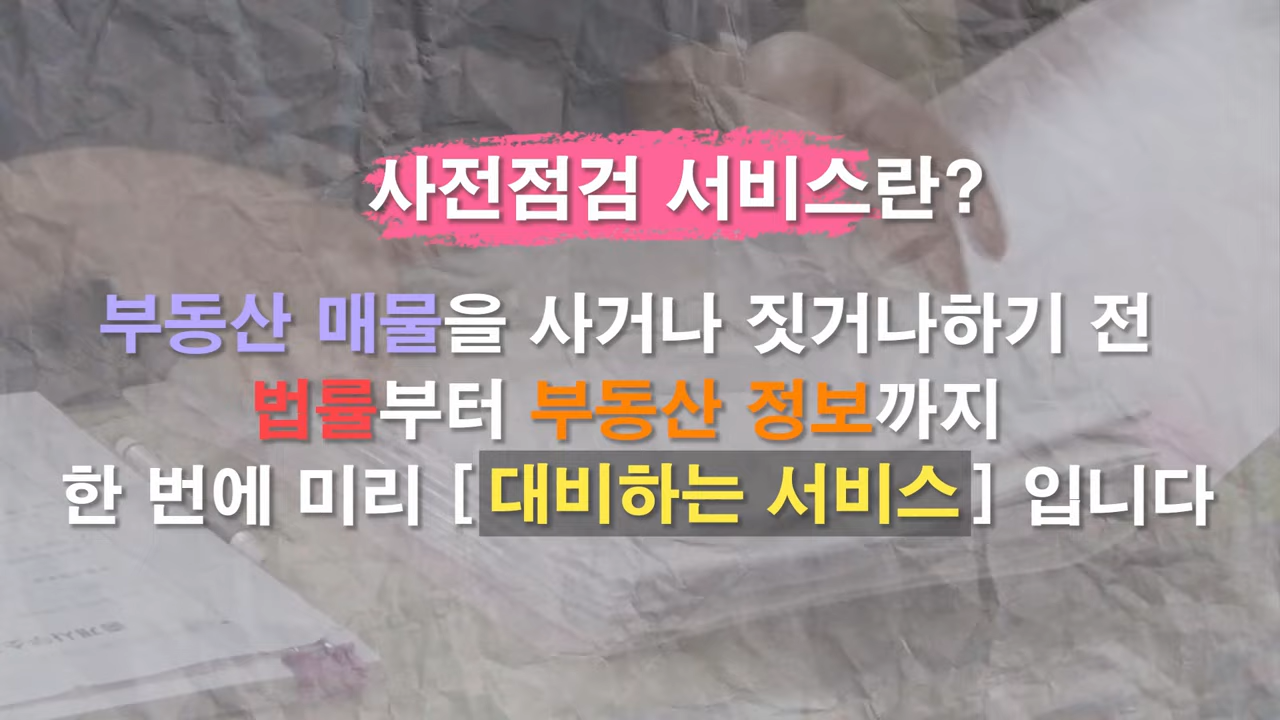 사전점검 서비스란?
부동산 매물을 사거나 짓거나하기 전
법률부터 부동산 정보까지
한 번에 미리 [대비하는 서비스] 입니다